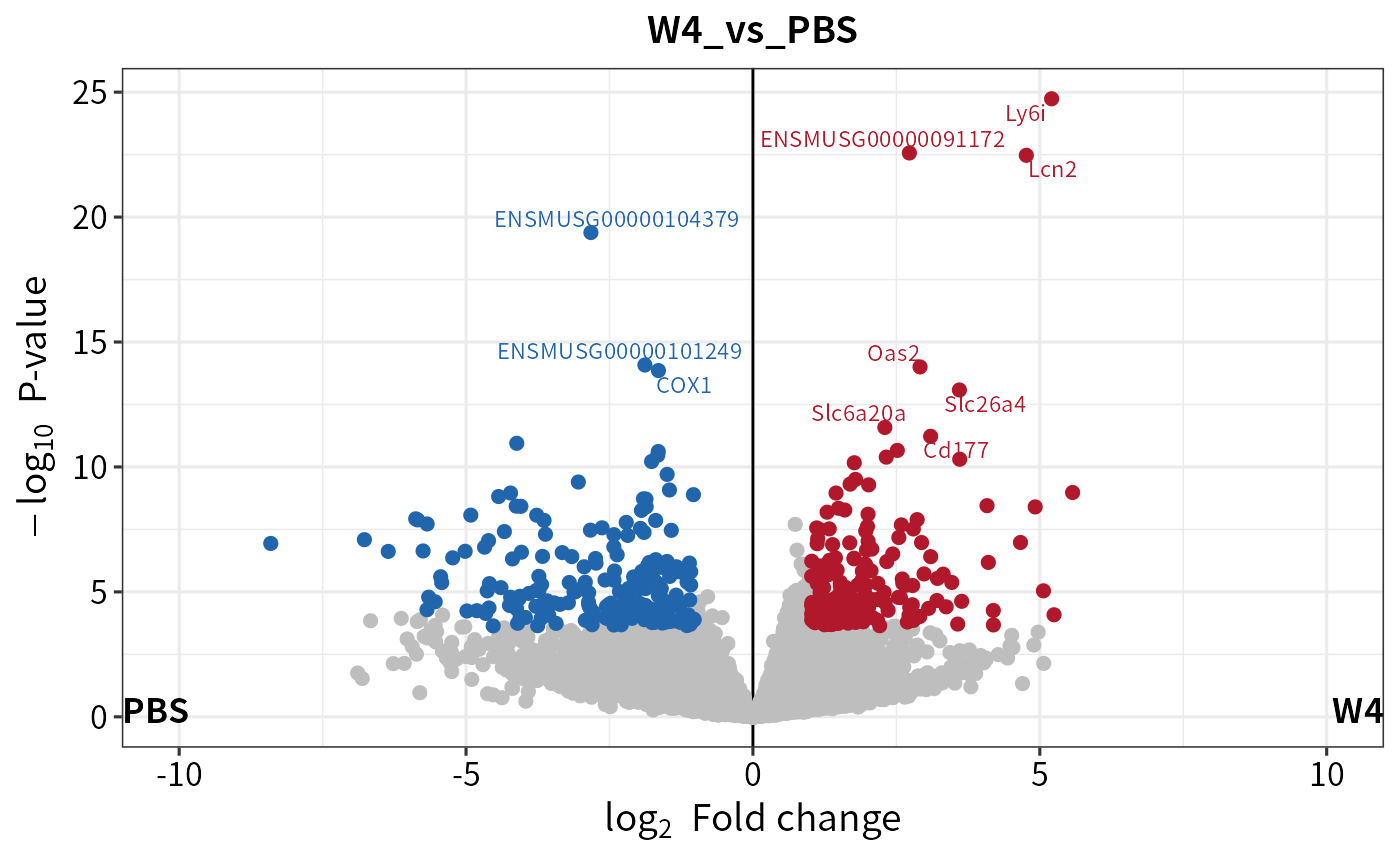 W4_vs_PBS
25
Ly6i
ENSMUSG00000091172
Lcn2
20
ENSMUSG00000104379
15
ENSMUSG00000101249
Oas2
COX1
Slc26a4
Slc6a20a
Cd177
10
5
0
PBS
W4
-10
-5
0
5
10
− log₁₀ P-value
log₂ Fold change